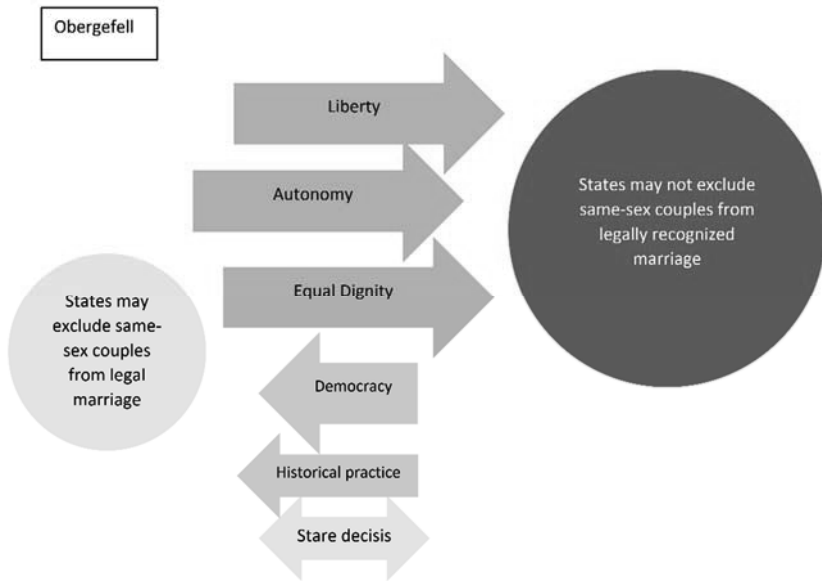 Obergefell
Liberty
Autonomy
Equal Dignity
Democracy
Historical practice
Stare decisis
States may
exclude same-
sex couples
from legal
marriage
States may not exclude
same-sex couples from
legally recognized
marriage